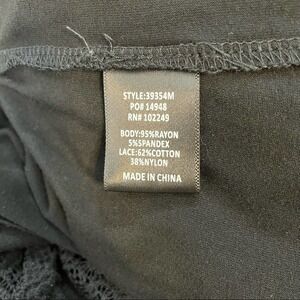 STYLE:39354M
PO# 14948
RN# 102249
BODY:95%RAYON
5%SPANDEX
LACE:62%COTTON
38%NYLON
MADE IN CHINA